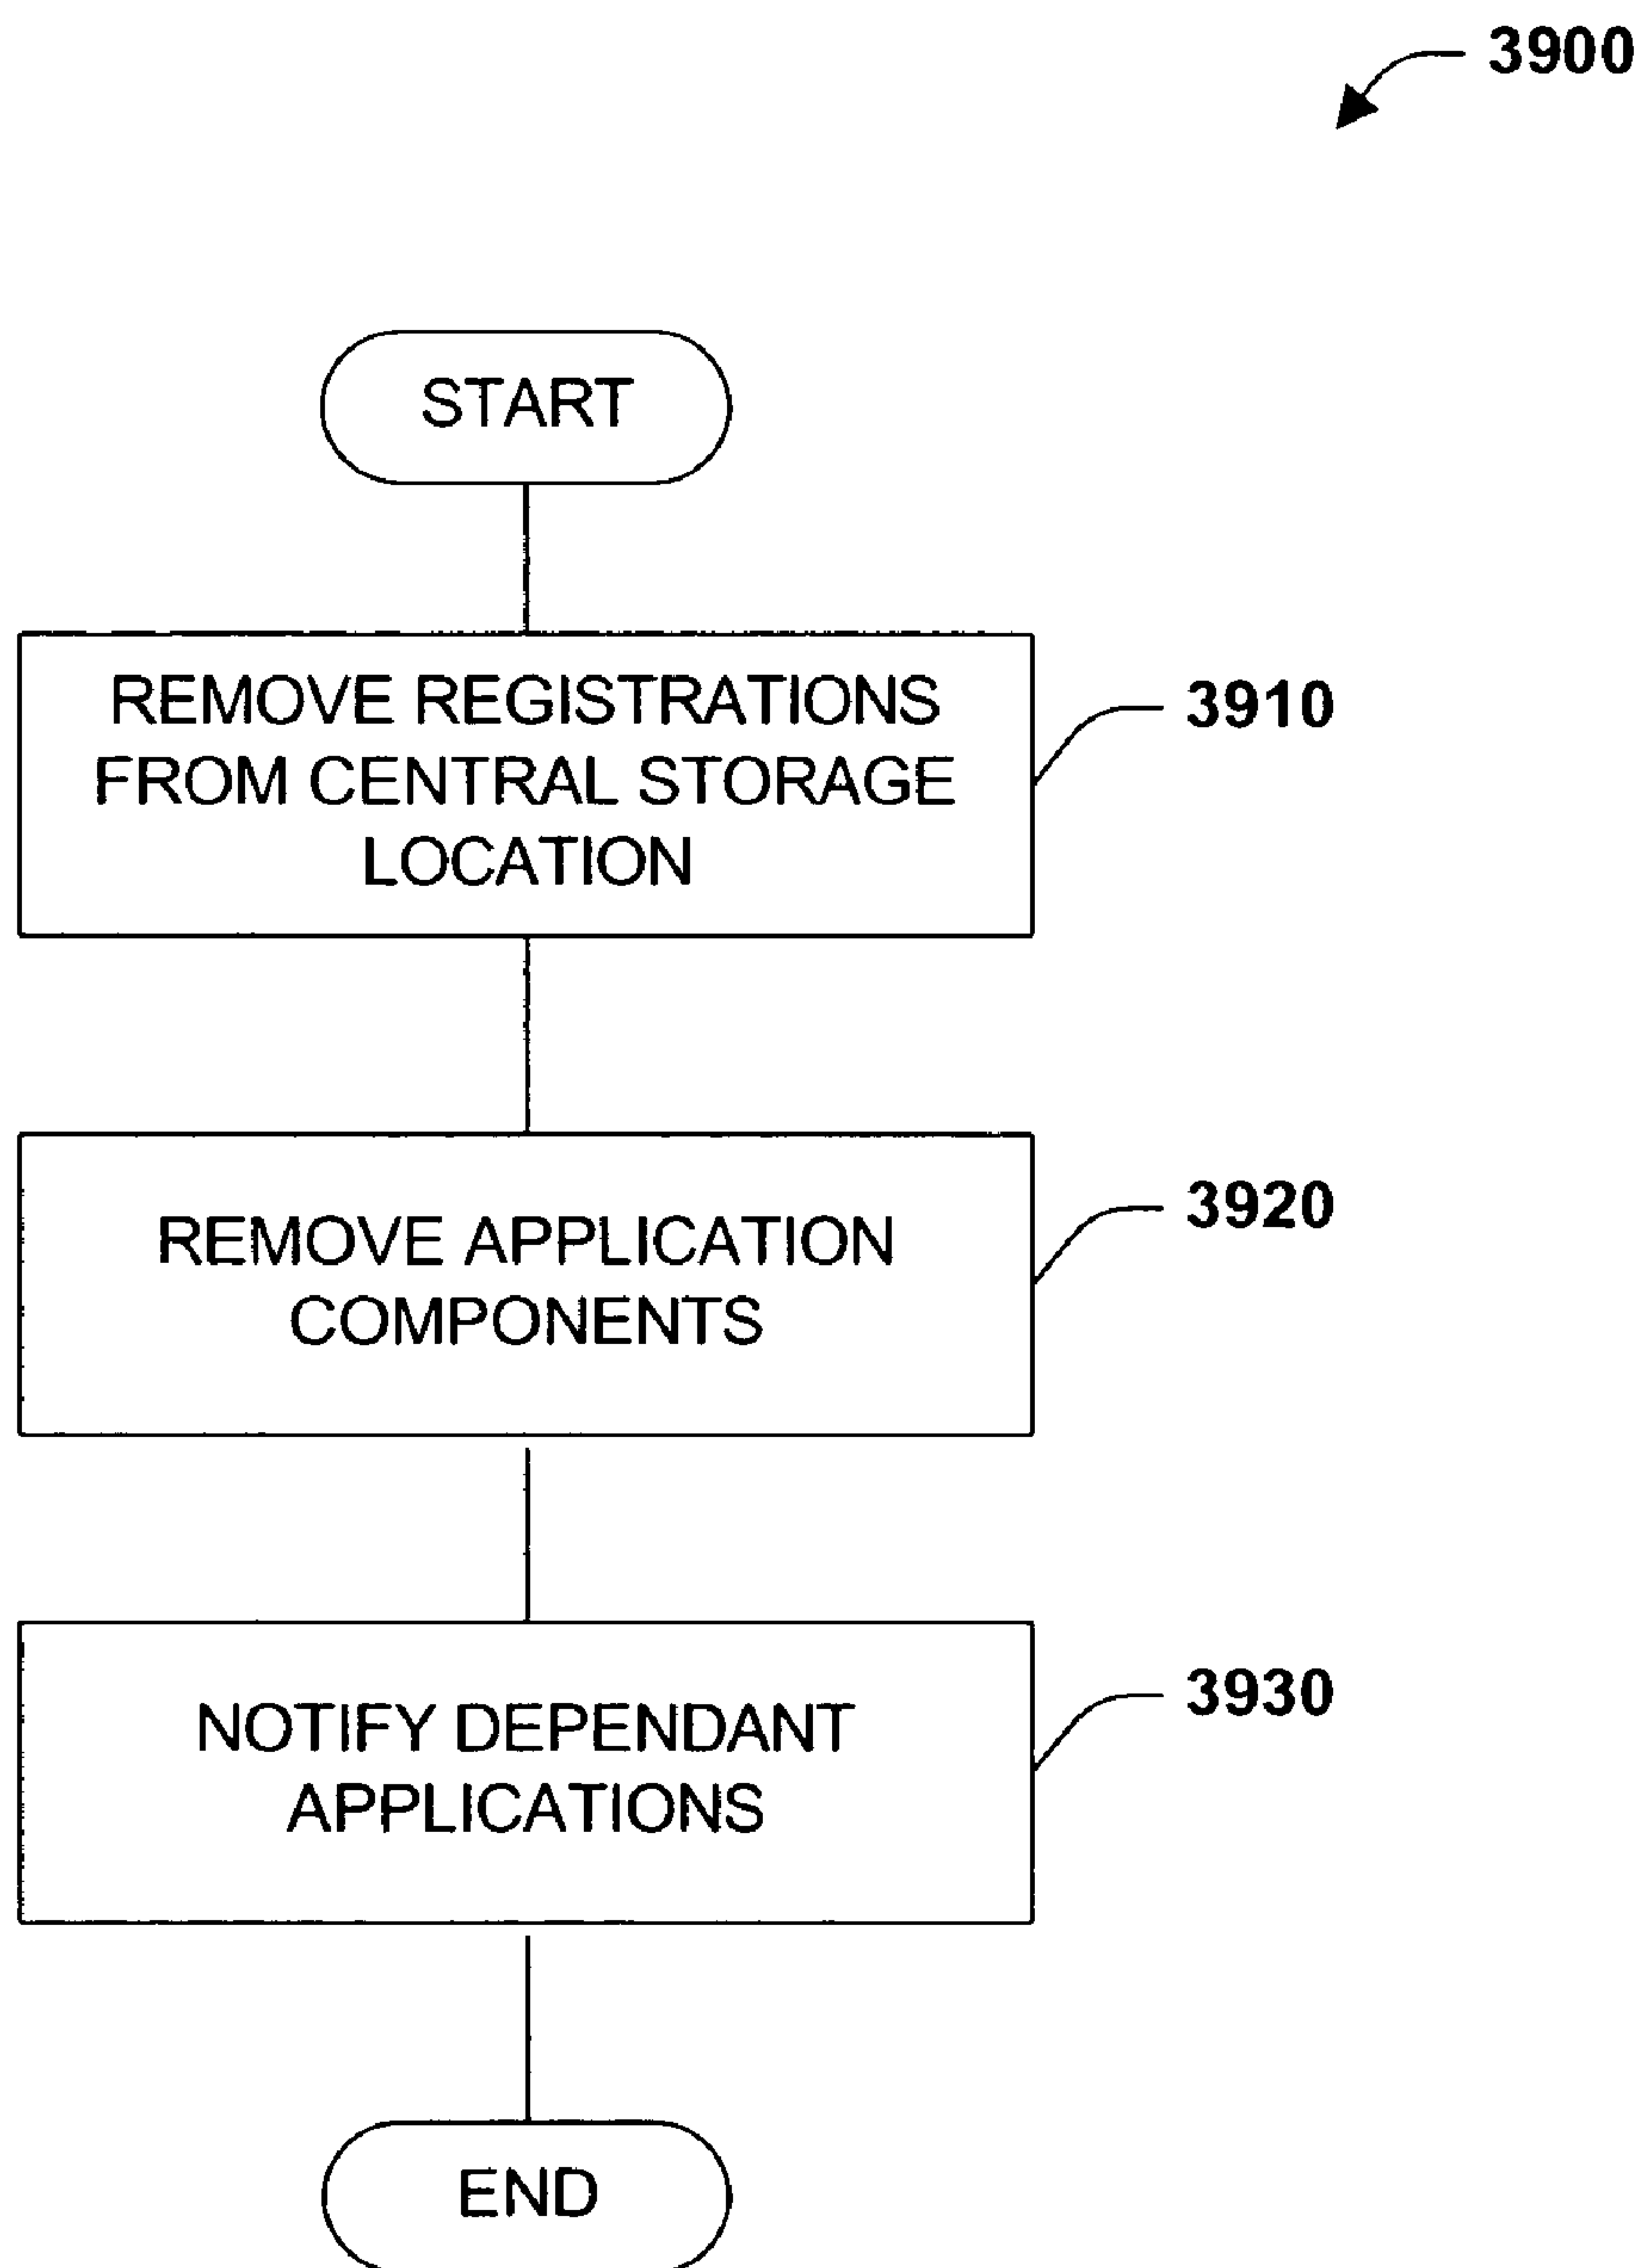 3900
START
REMOVE REGISTRATIONS
FROM CENTRAL STORAGE
LOCATION
3910
REMOVE APPLICATION
COMPONENTS
3920
NOTIFY DEPENDANT
APPLICATIONS
3930
END